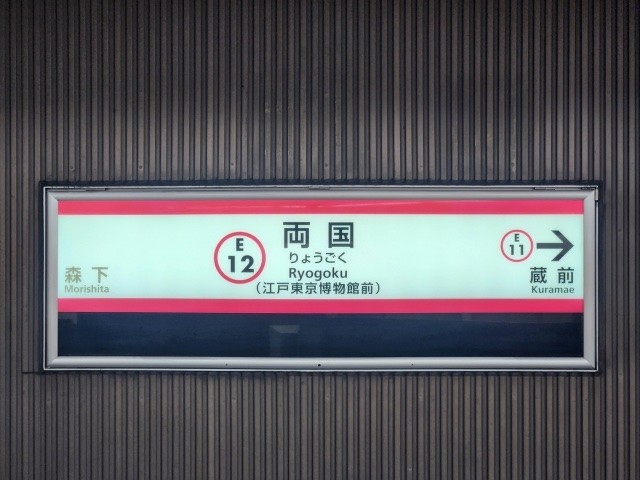 森下
Morishita
E
12
両国
りょうごく
Ryogoku
(江戸東京博物館前)
E
11
蔵前
Kuramae